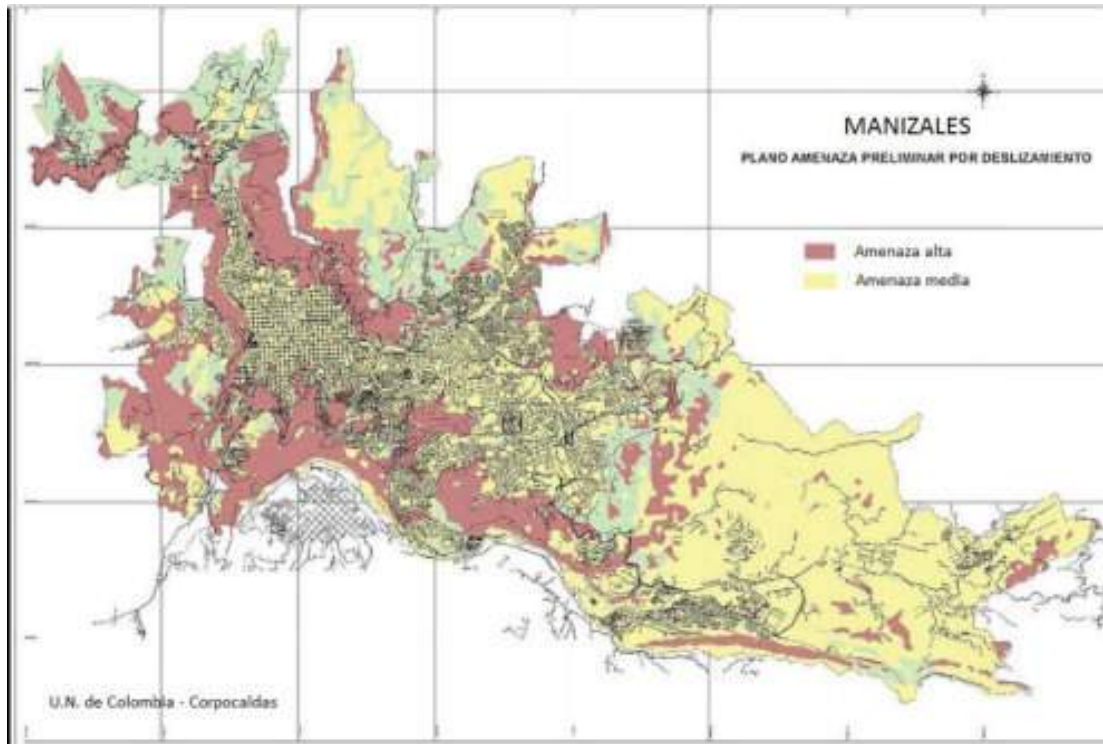 MANIZALES
PLANO AMENAZA PRELIMINAR POR DESLIZAMIENTO
Amenaza alta
Amenaza media
U.N. de Colombia - Corpocaldas